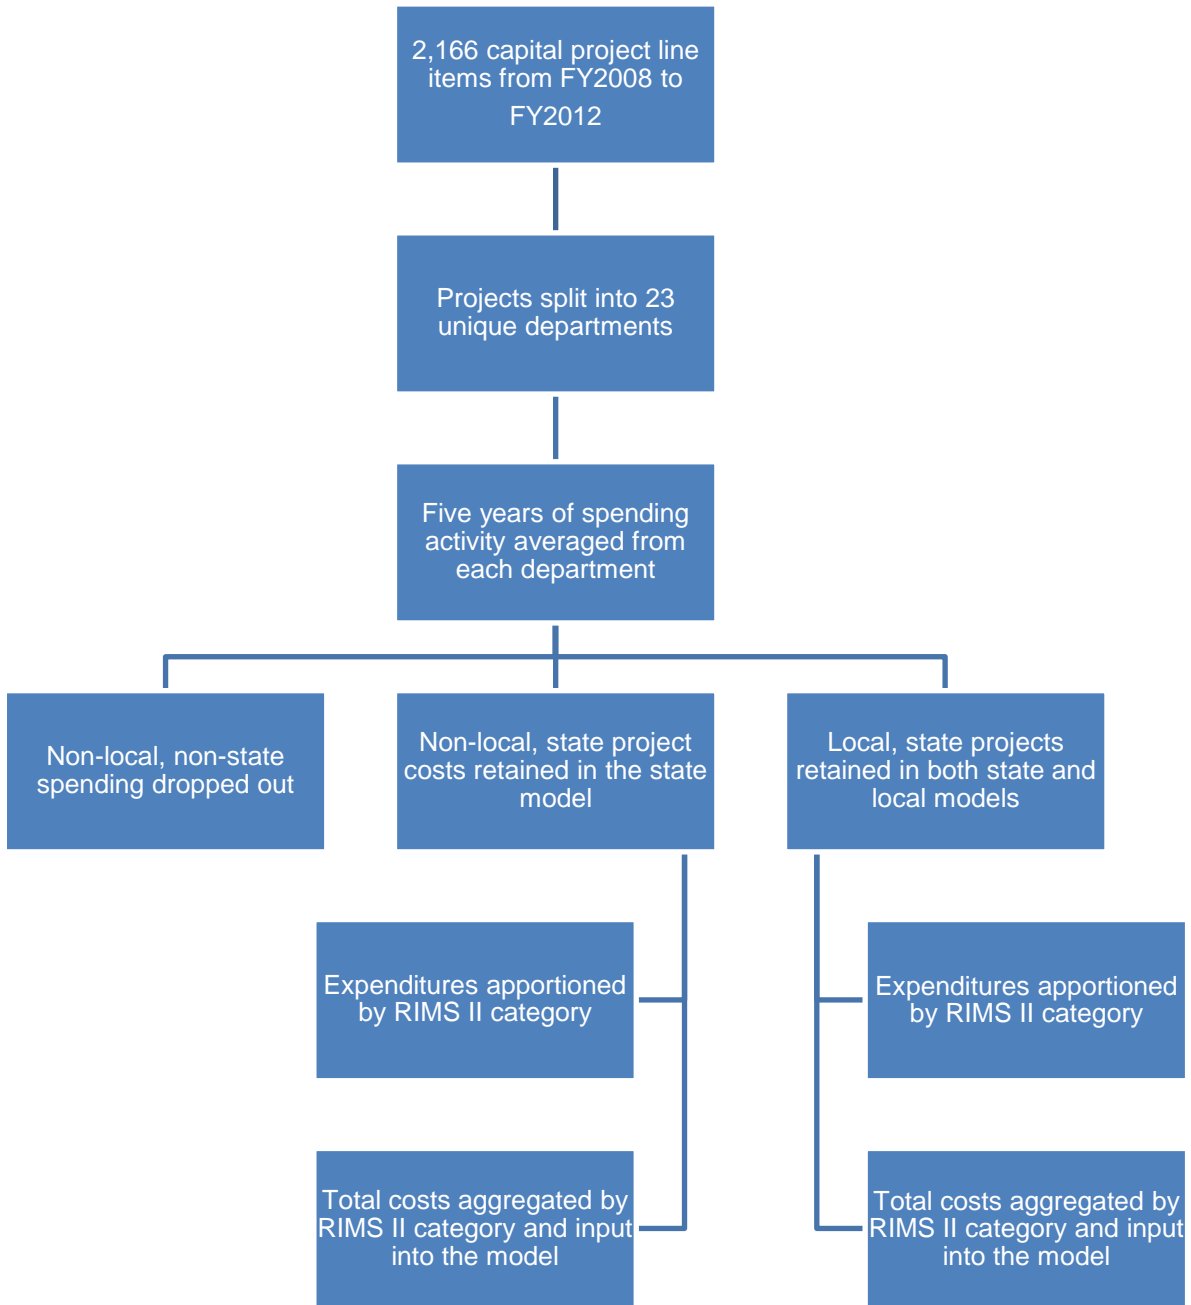 2,166 capital project line
items from FY2008 to
FY2012
Projects split into 23
unique departments
Five years of spending
activity averaged from
each department
Non-local, non-state
spending dropped out
Non-local, state project
costs retained in the state
model
Local, state projects
retained in both state and
local models
Expenditures apportioned
by RIMS II category
Expenditures apportioned
by RIMS II category
Total costs aggregated by
RIMS II category and input
into the model
Total costs aggregated by
RIMS II category and input
into the model